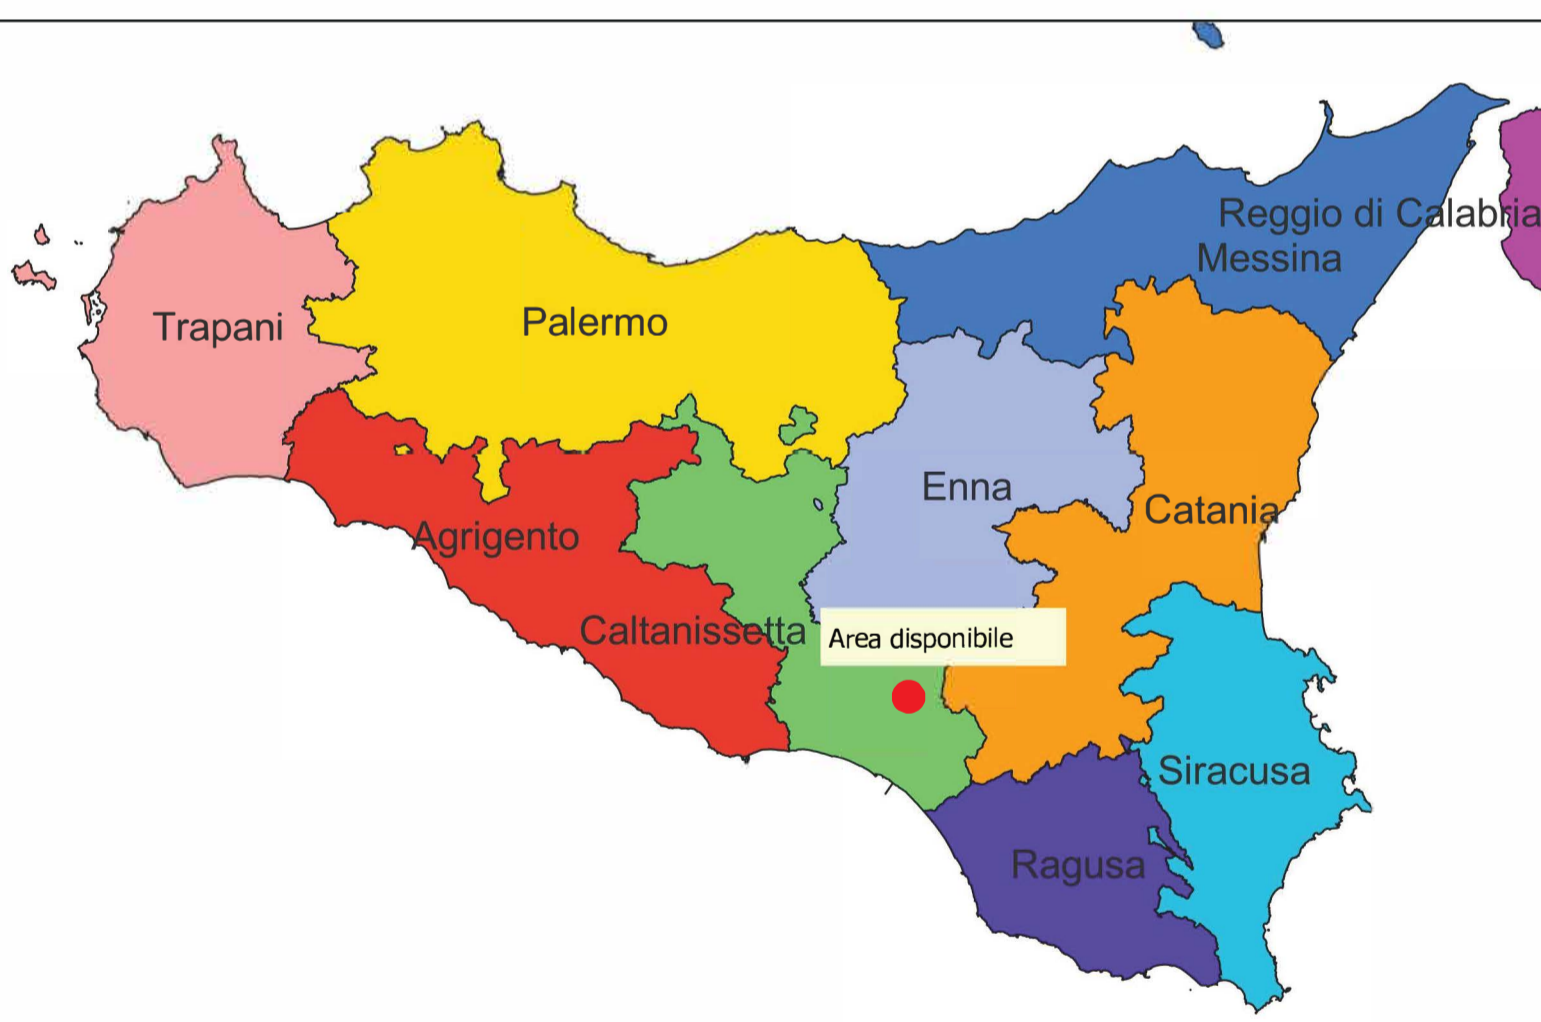 Reggio di Calabria
Messina
Trapani
Palermo
Enna
Catania
Agrigento
Caltanissetta
Area disponibile
Siracusa
Ragusa